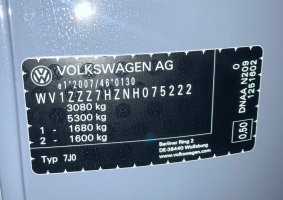 VOLKSWAGEN AG
e1*2007/46*0130
WV1ZZZ7HZNH075222
3080 kg
5300 kg
1 - 1680 kg
2 - 1600 kg
Typ 7J0
Berliner Ring 2
DE-38440 Wolfsburg
www.volkswagen.com
0,50
DNAA N209
1251602